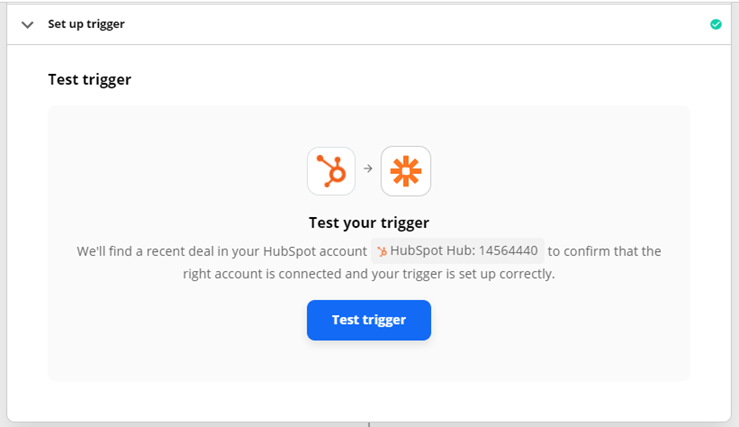 Set up trigger
Test trigger
Test your trigger
We'll find a recent deal in your HubSpot account HubSpot Hub: 14564440 to confirm that the
right account is connected and your trigger is set up correctly.
Test trigger